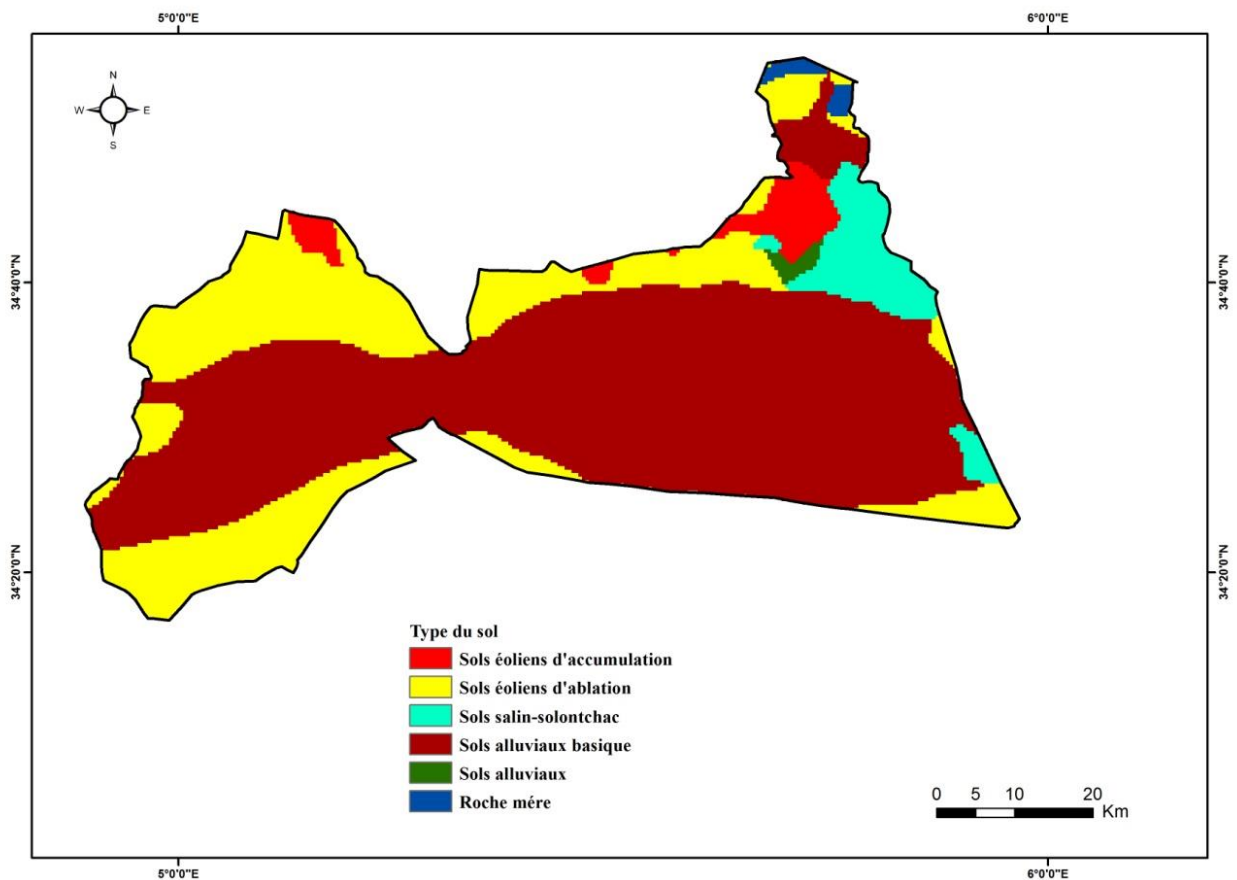 5°0'0"E
6°0'0"E
N
W
E
S
34°40'0"N
34°40'0"N
34°20'0"N
34°20'0"N
Type du sol
Sols éoliens d'accumulation
Sols éoliens d'ablation
Sols salin-solontchac
Sols alluviaux basique
Sols alluviaux
Roche mére
0 5 10 20
Km
5°0'0"E
6°0'0"E